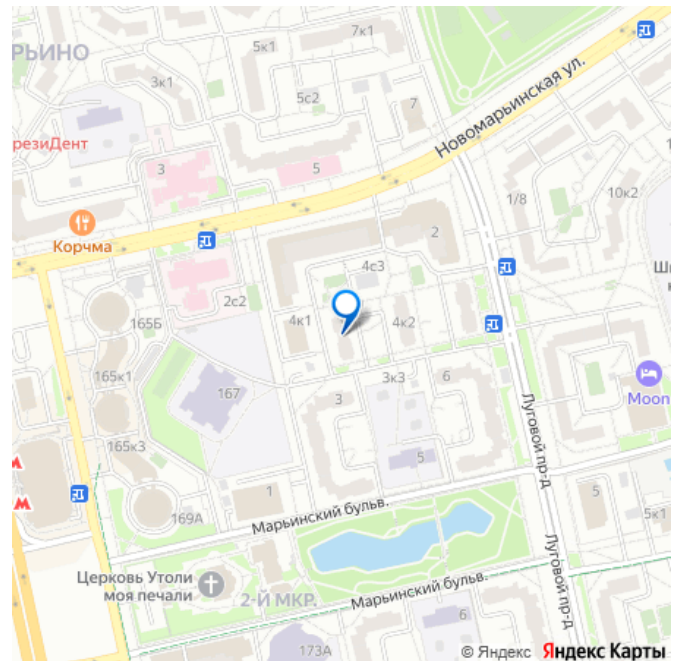 5к1
7к1
РЬИНО
3к1
5с2
7
Новомарьинская ул.
резиДент
3
5
1/8
10к2
Корчма
2
4с3
Ш
к
2с2
165Б
4к1
4к2
165к1
167
3к3
6
3
Moon
Луговой пр-д
165к3
М
М
5
1
169А
Марьинский бульв.
5
5к1
Луговой пр-д
Церковь Утоли
моя печали
2-Й МКР.
Марьинский бульв.
6
173А
© Яндекс Яндекс Карты